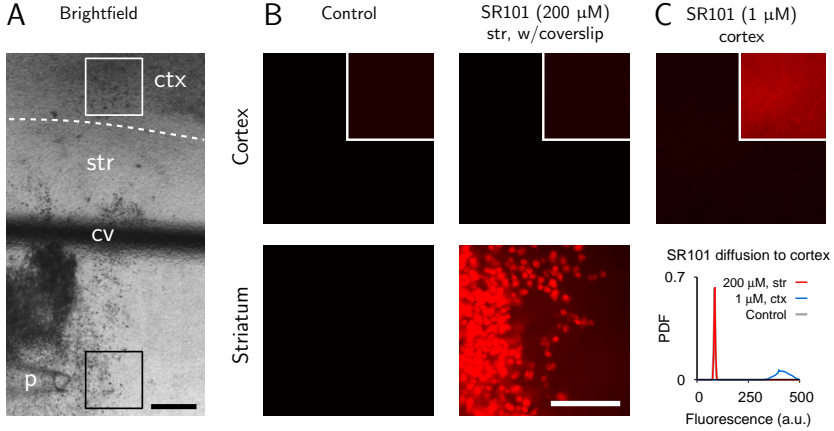 A
Brightfield
B
Control
SR101 (200 μM)
str, w/coverslip
C
SR101 (1 μM)
cortex
ctx
str
cv
p
Cortex
Striatum
SR101 diffusion to cortex
0.7
200 μM, str
1 μM, ctx
Control
PDF
0
0
250
500
Fluorescence (a.u.)